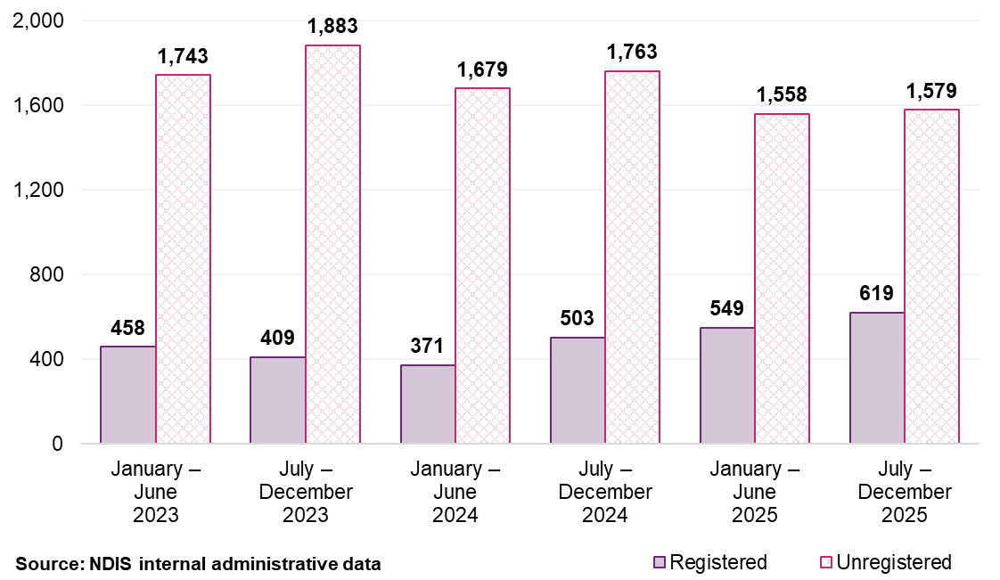 2,000
1,600
1,200
800
400
0
1,743
1,883
1,679
1,763
1,558
1,579
458
409
371
503
549
619
January –
June
2023
July –
December
2023
January –
June
2024
July –
December
2024
January –
June
2025
July –
December
2025
Source: NDIS internal administrative data
Registered
Unregistered